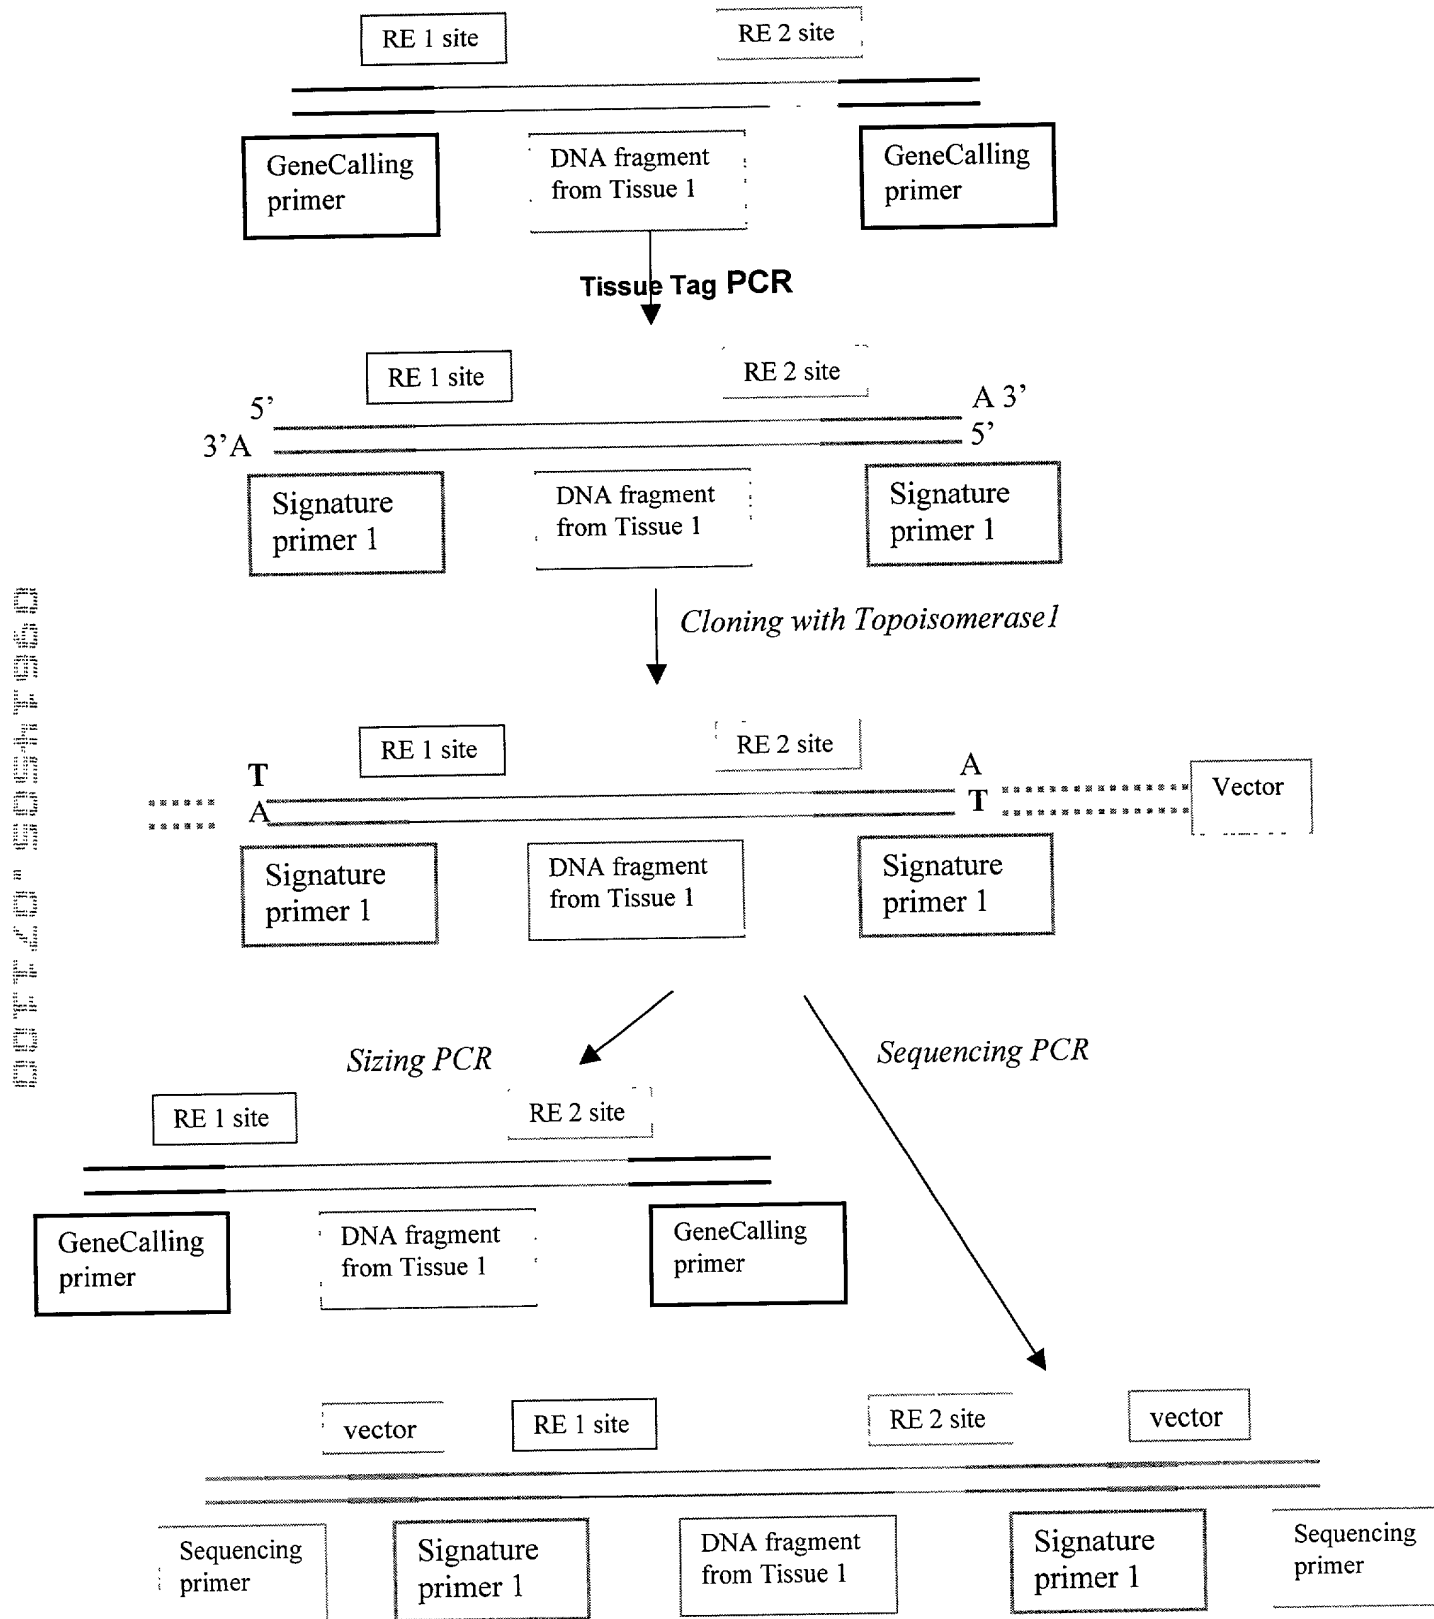 RE 1 site
RE 2 site
GeneCalling
primer
DNA fragment
from Tissue 1
GeneCalling
primer
Tissue Tag PCR
RE 1 site
RE 2 site
5'
A 3'
3'A
5'
Signature
primer 1
DNA fragment
from Tissue 1
Signature
primer 1
Cloning with Topoisomerase1
RE 1 site
RE 2 site
T
A
A
T
Vector
Signature
primer 1
DNA fragment
from Tissue 1
Signature
primer 1
Sizing PCR
Sequencing PCR
RE 1 site
RE 2 site
GeneCalling
primer
DNA fragment
from Tissue 1
GeneCalling
primer
vector
RE 1 site
RE 2 site
vector
Sequencing
primer
Signature
primer 1
DNA fragment
from Tissue 1
Signature
primer 1
Sequencing
primer